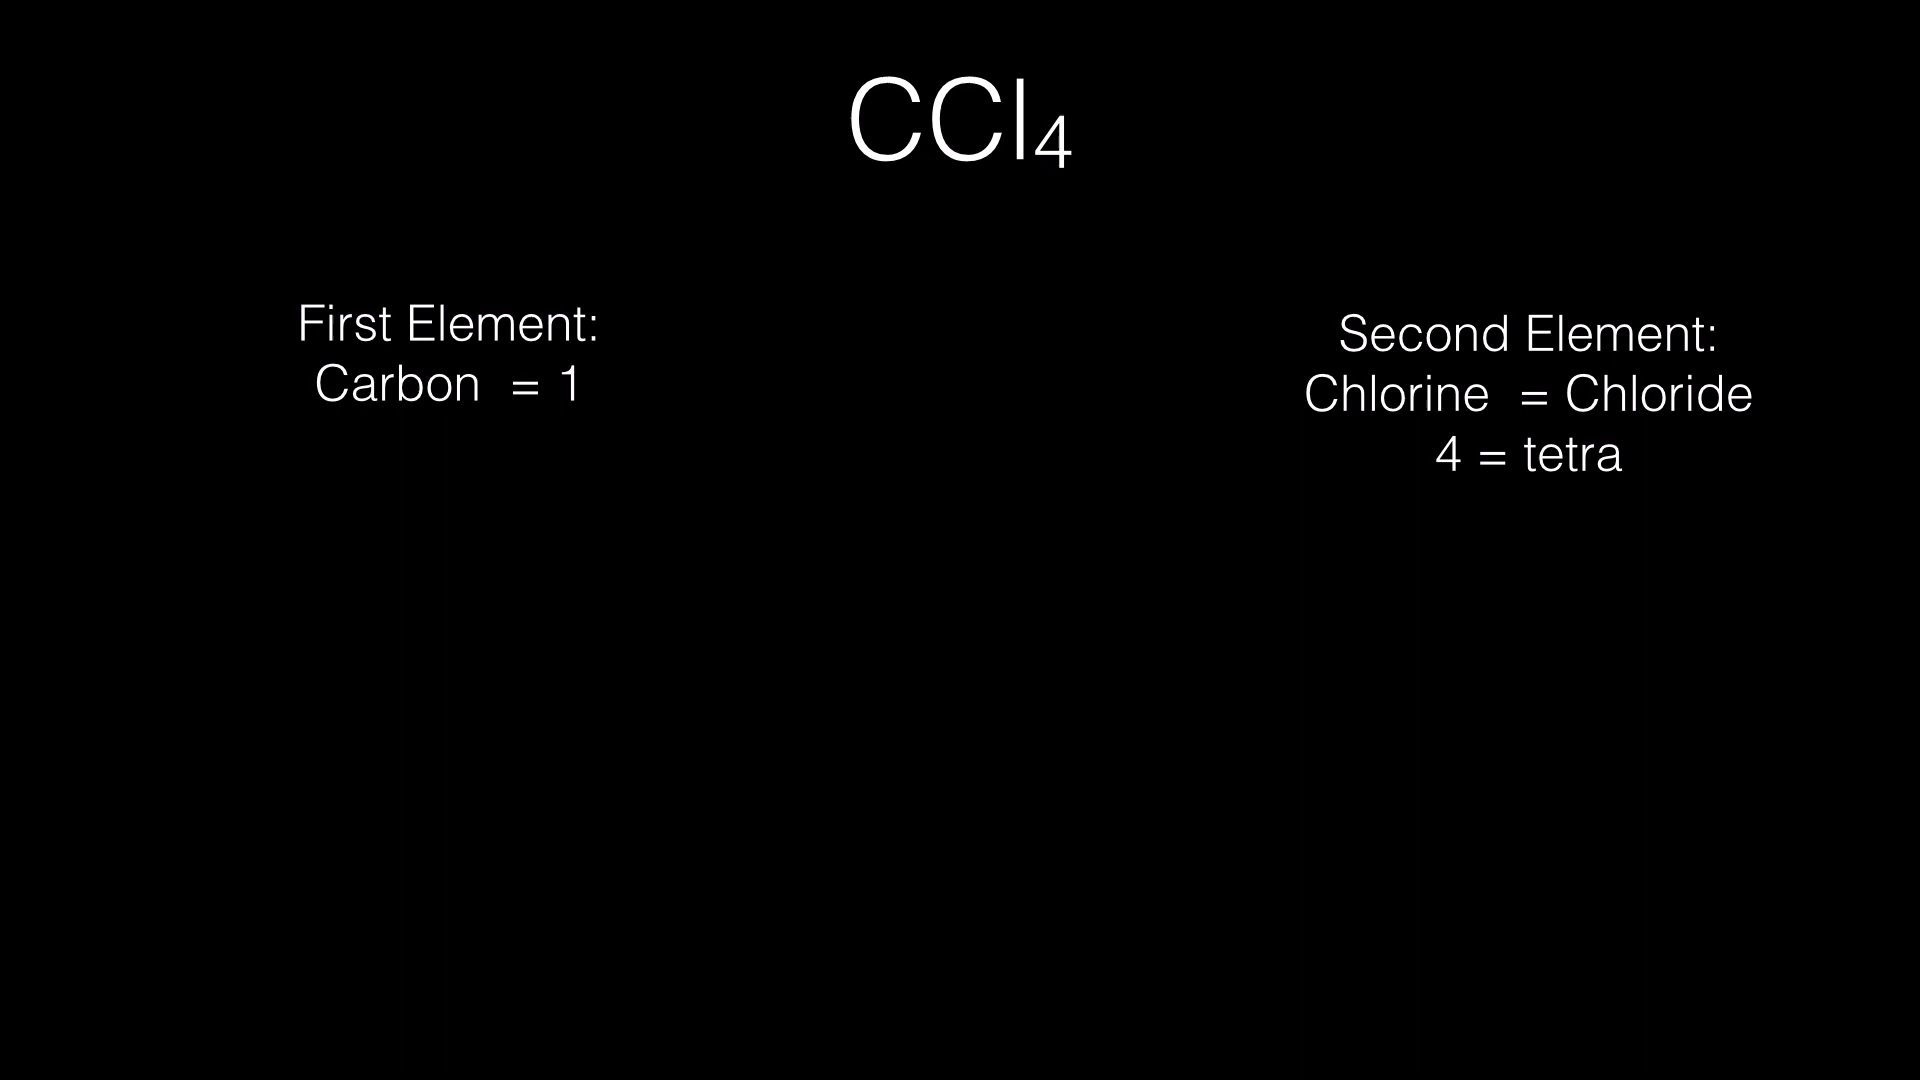 CCl₄
First Element:
Carbon = 1
Second Element:
Chlorine = Chloride
4 = tetra